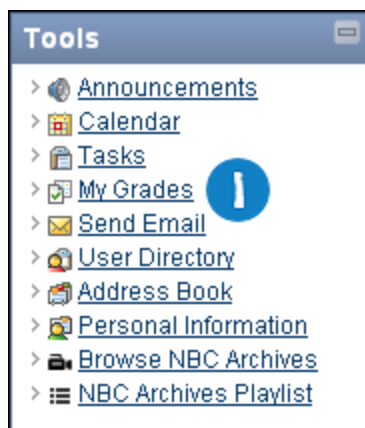 Tools
Announcements
Calendar
Tasks
My Grades
1
Send Email
User Directory
Address Book
Personal Information
Browse NBC Archives
NBC Archives Playlist